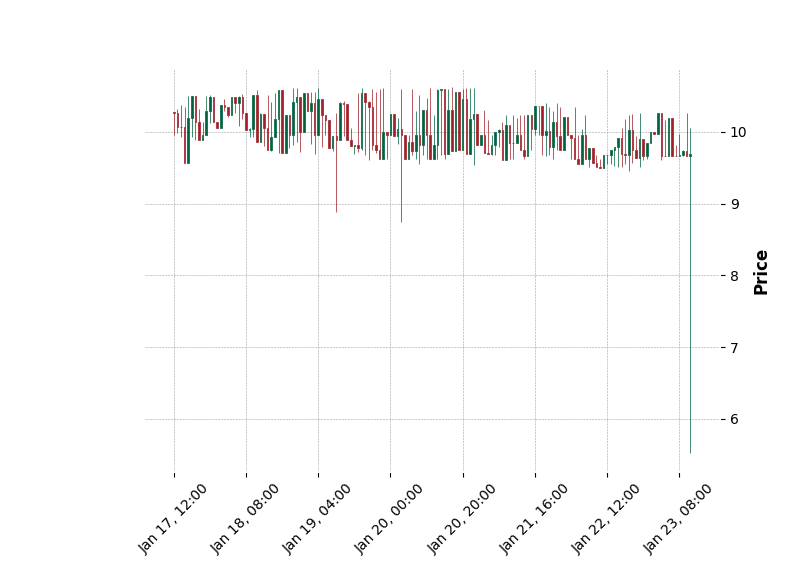 10
9
8
7
6
Price
Jan 17, 12:00
Jan 18, 08:00
Jan 19, 04:00
Jan 20, 00:00
Jan 20, 20:00
Jan 21, 16:00
Jan 22, 12:00
Jan 23, 08:00